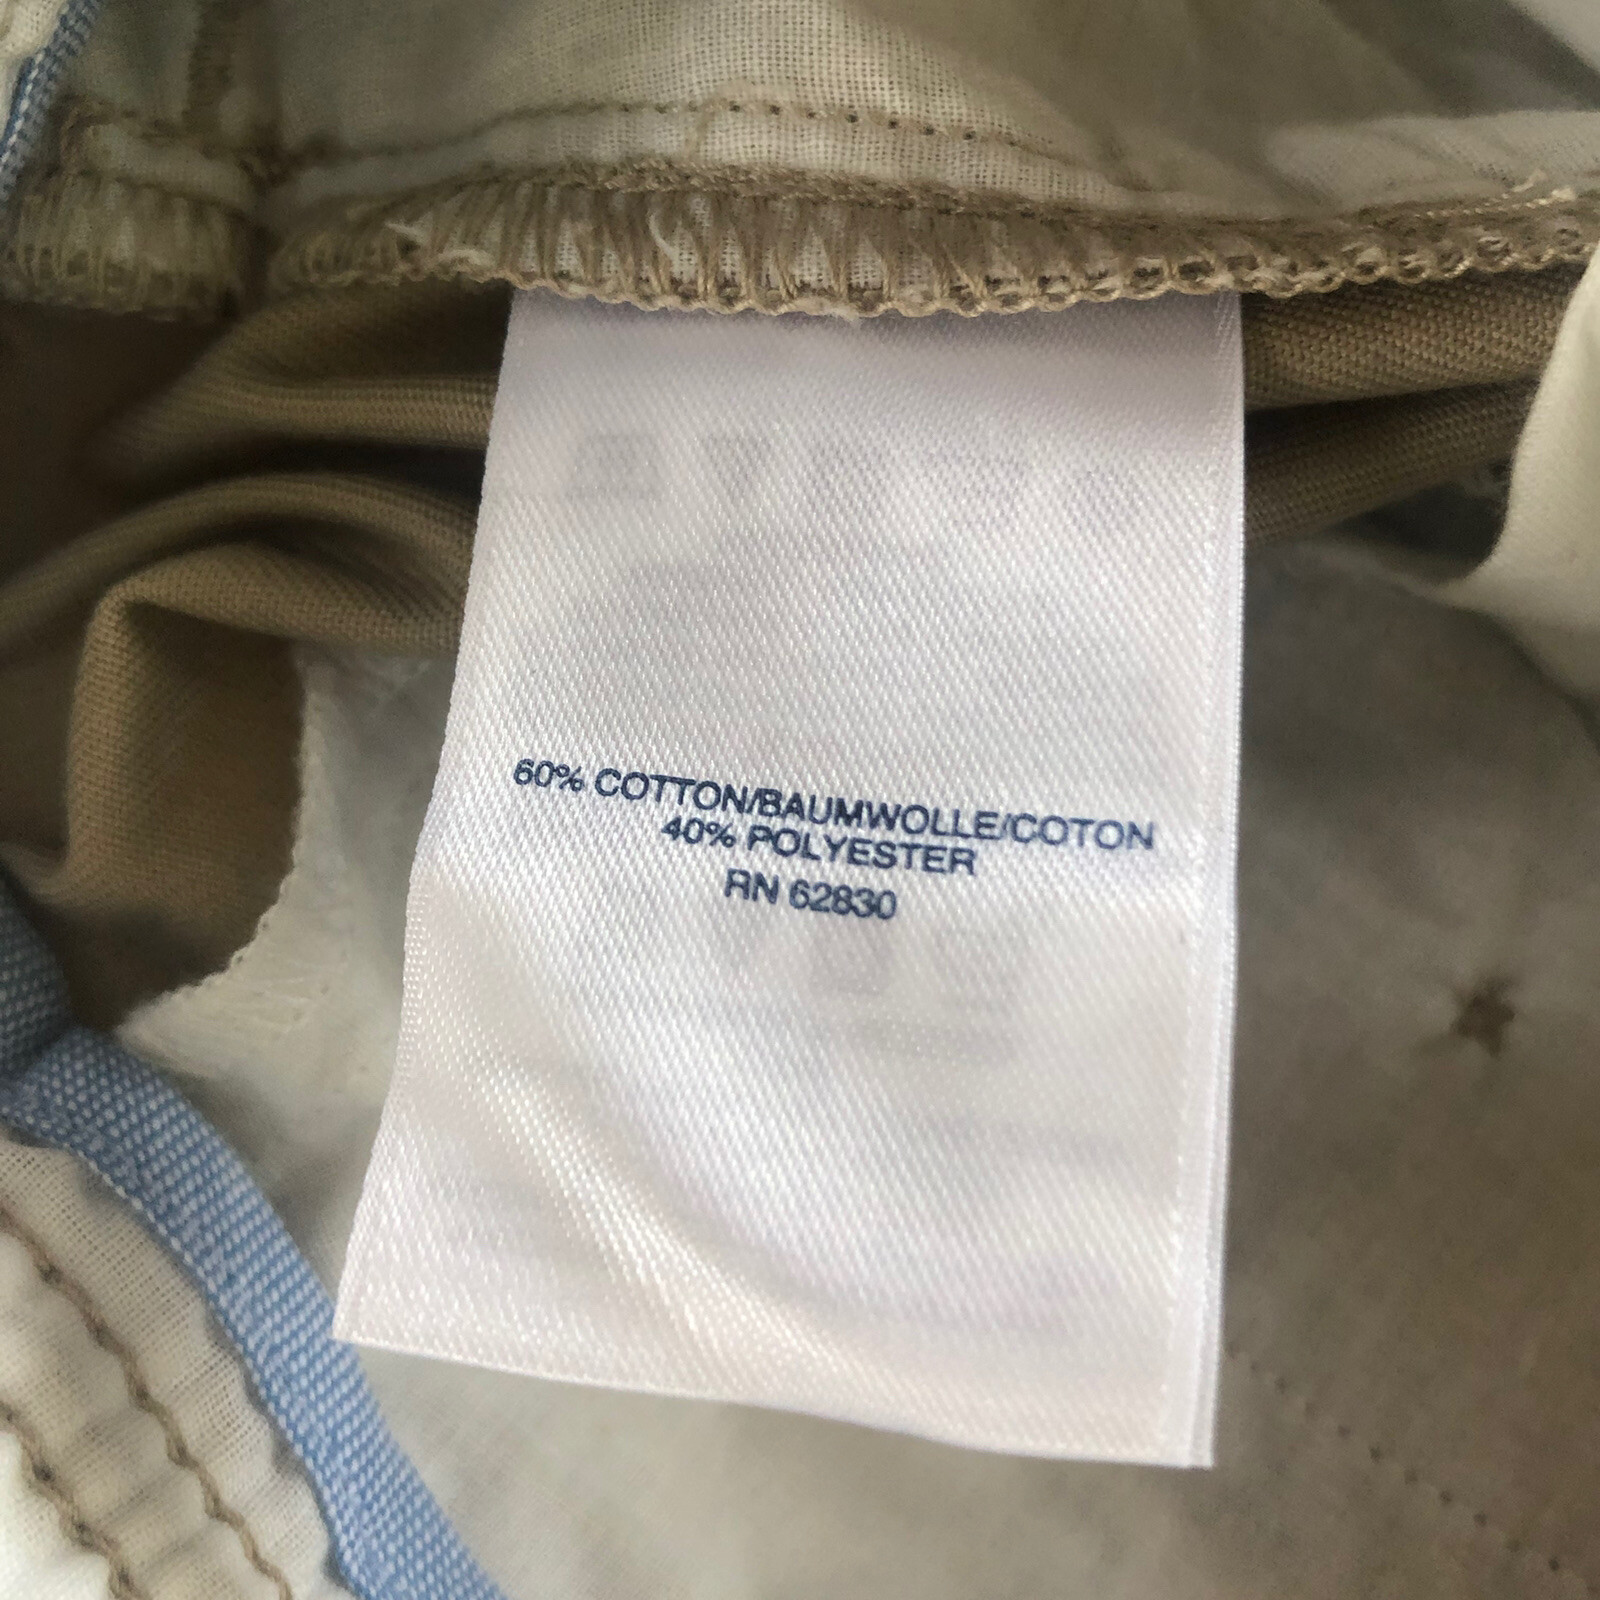 60% COTTON/BAUMWOLLE/COTON
40% POLYESTER
RN 62830